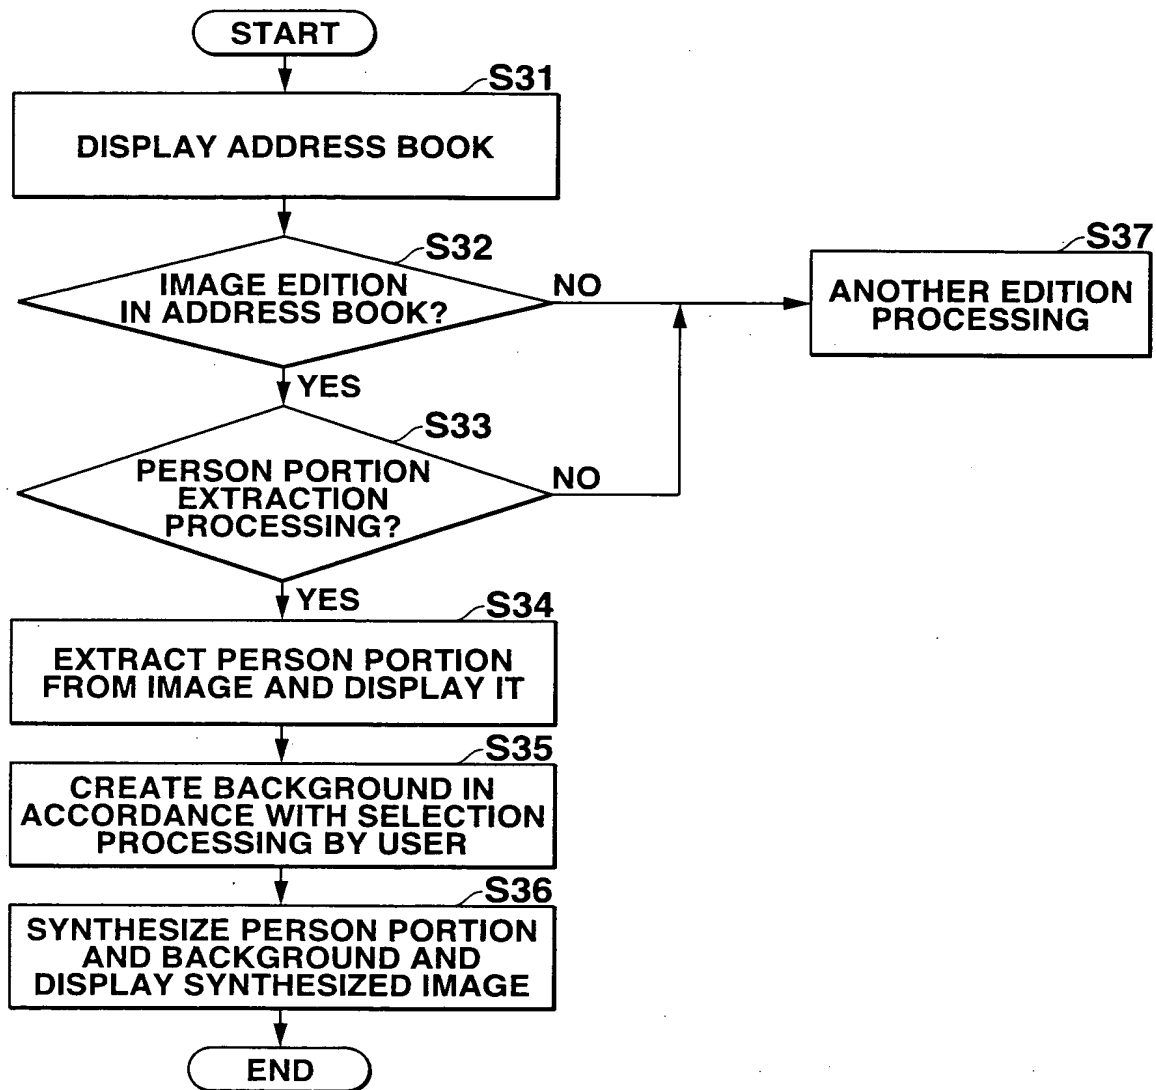 START
S31
DISPLAY ADDRESS BOOK
S32
IMAGE EDITION
IN ADDRESS BOOK?
NO
S37
ANOTHER EDITION
PROCESSING
YES
S33
PERSON PORTION
EXTRACTION
PROCESSING?
NO
YES
S34
EXTRACT PERSON PORTION
FROM IMAGE AND DISPLAY IT
S35
CREATE BACKGROUND IN
ACCORDANCE WITH SELECTION
PROCESSING BY USER
S36
SYNTHESIZE PERSON PORTION
AND BACKGROUND AND
DISPLAY SYNTHESIZED IMAGE
END